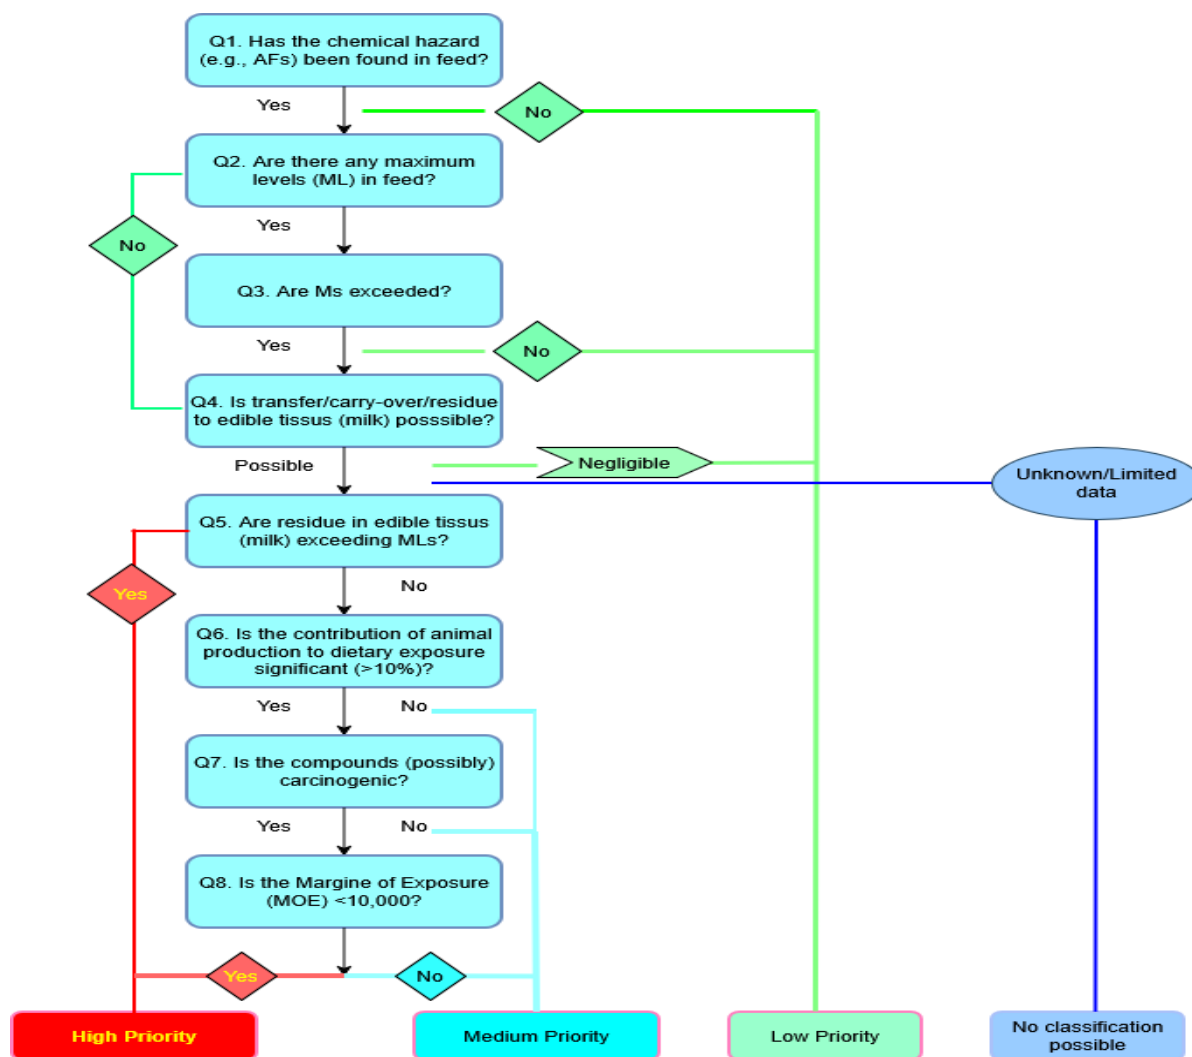 Q1. Has the chemical hazard
(e.g., AFs) been found in feed?
Yes
No
Q2. Are there any maximum
levels (ML) in feed?
No
Yes
Q3. Are Ms exceeded?
Yes
No
Q4. Is transfer/carry-over/residue
to edible tissus (milk) posssible?
Possible
Negligible
Unknown/Limited
data
Q5. Are residue in edible tissus
(milk) exceeding MLs?
Yes
No
Q6. Is the contribution of animal
production to dietary exposure
significant (>10%)?
Yes
No
Q7. Is the compounds (possibly)
carcinogenic?
Yes
No
Q8. Is the Margine of Exposure
(MOE) <10,000?
Yes
No
High Priority
Medium Priority
Low Priority
No classification
possible